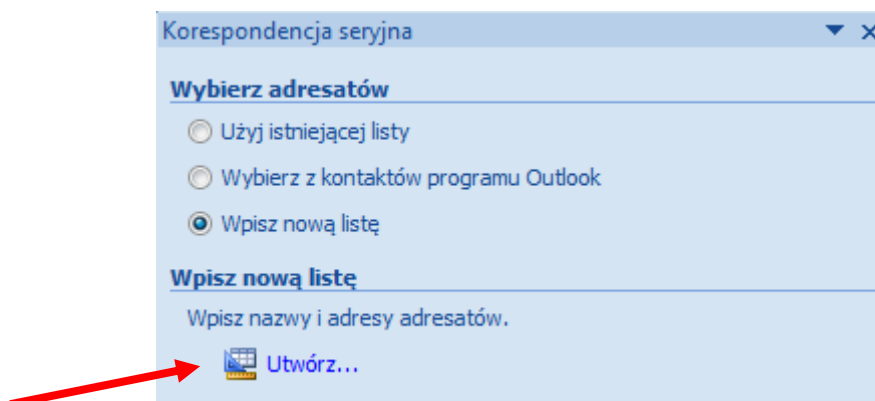 Korespondencja seryjna
Wybierz adresatów
Użyj istniejącej listy
Wybierz z kontaktów programu Outlook
Wpisz nową listę
Wpisz nową listę
Wpisz nazwy i adresy adresatów.
Utwórz...